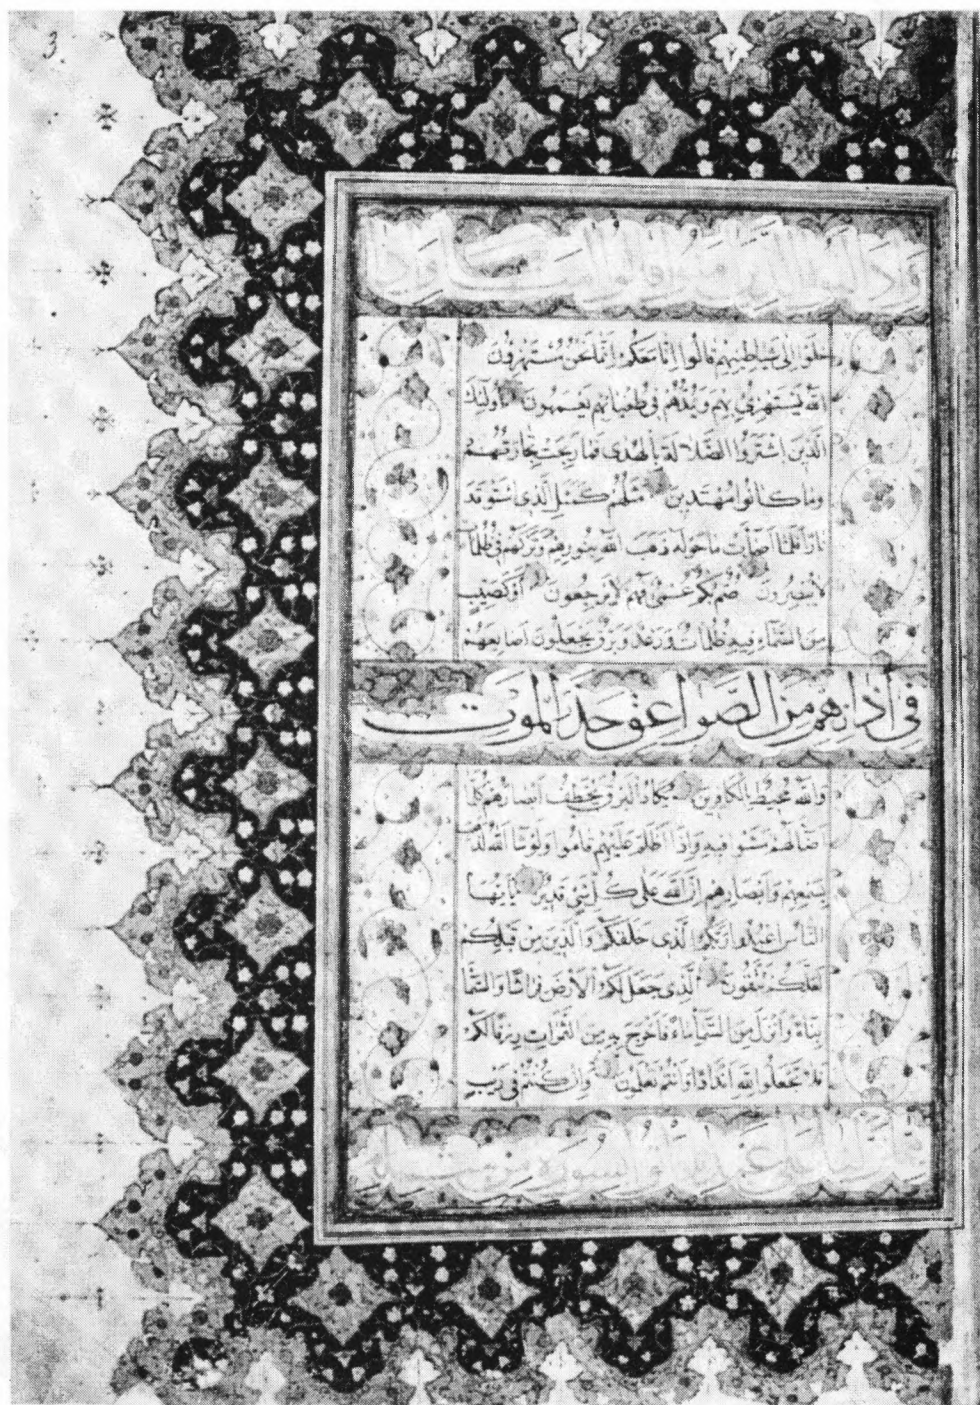 3
وإذا لقوا الذين آمنوا قالوا آمنا وإذا
خلوا إلى شياطينهم قالوا إنا معكم إنما نحن مستهزؤن
الله يستهزئ بهم ويمدهم في طغيانهم يعمهون أولئك
الذين اشتروا الضلالة بالهدى فما ربحت تجارتهم
وما كانوا مهتدين مثلهم كمثل الذي استوقد
نارا فلما أضاءت ما حوله ذهب الله بنورهم وتركهم في ظلمات
لا يبصرون صم بكم عمي فهم لا يرجعون أو كصيب
من السماء فيه ظلمات ورعد وبرق يجعلون أصابعهم
في آذانهم من الصواعق حذر الموت
والله محيط بالكافرين يكاد البرق يخطف أبصارهم كلما
أضاء لهم مشوا فيه وإذا أظلم عليهم قاموا ولو شاء الله لذهب
بسمعهم وأبصارهم إن الله على كل شيء قدير يا أيها
الناس اعبدوا ربكم الذي خلقكم والذين من قبلكم
لعلكم تتقون الذي جعل لكم الأرض فراشا والسماء
بناء وأنزل من السماء ماء فأخرج به من الثمرات رزقا لكم
فلا تجعلوا لله أندادا وأنتم تعلمون وإن كنتم في ريب
مما نزلنا على عبدنا فأتوا بسورة من مثله